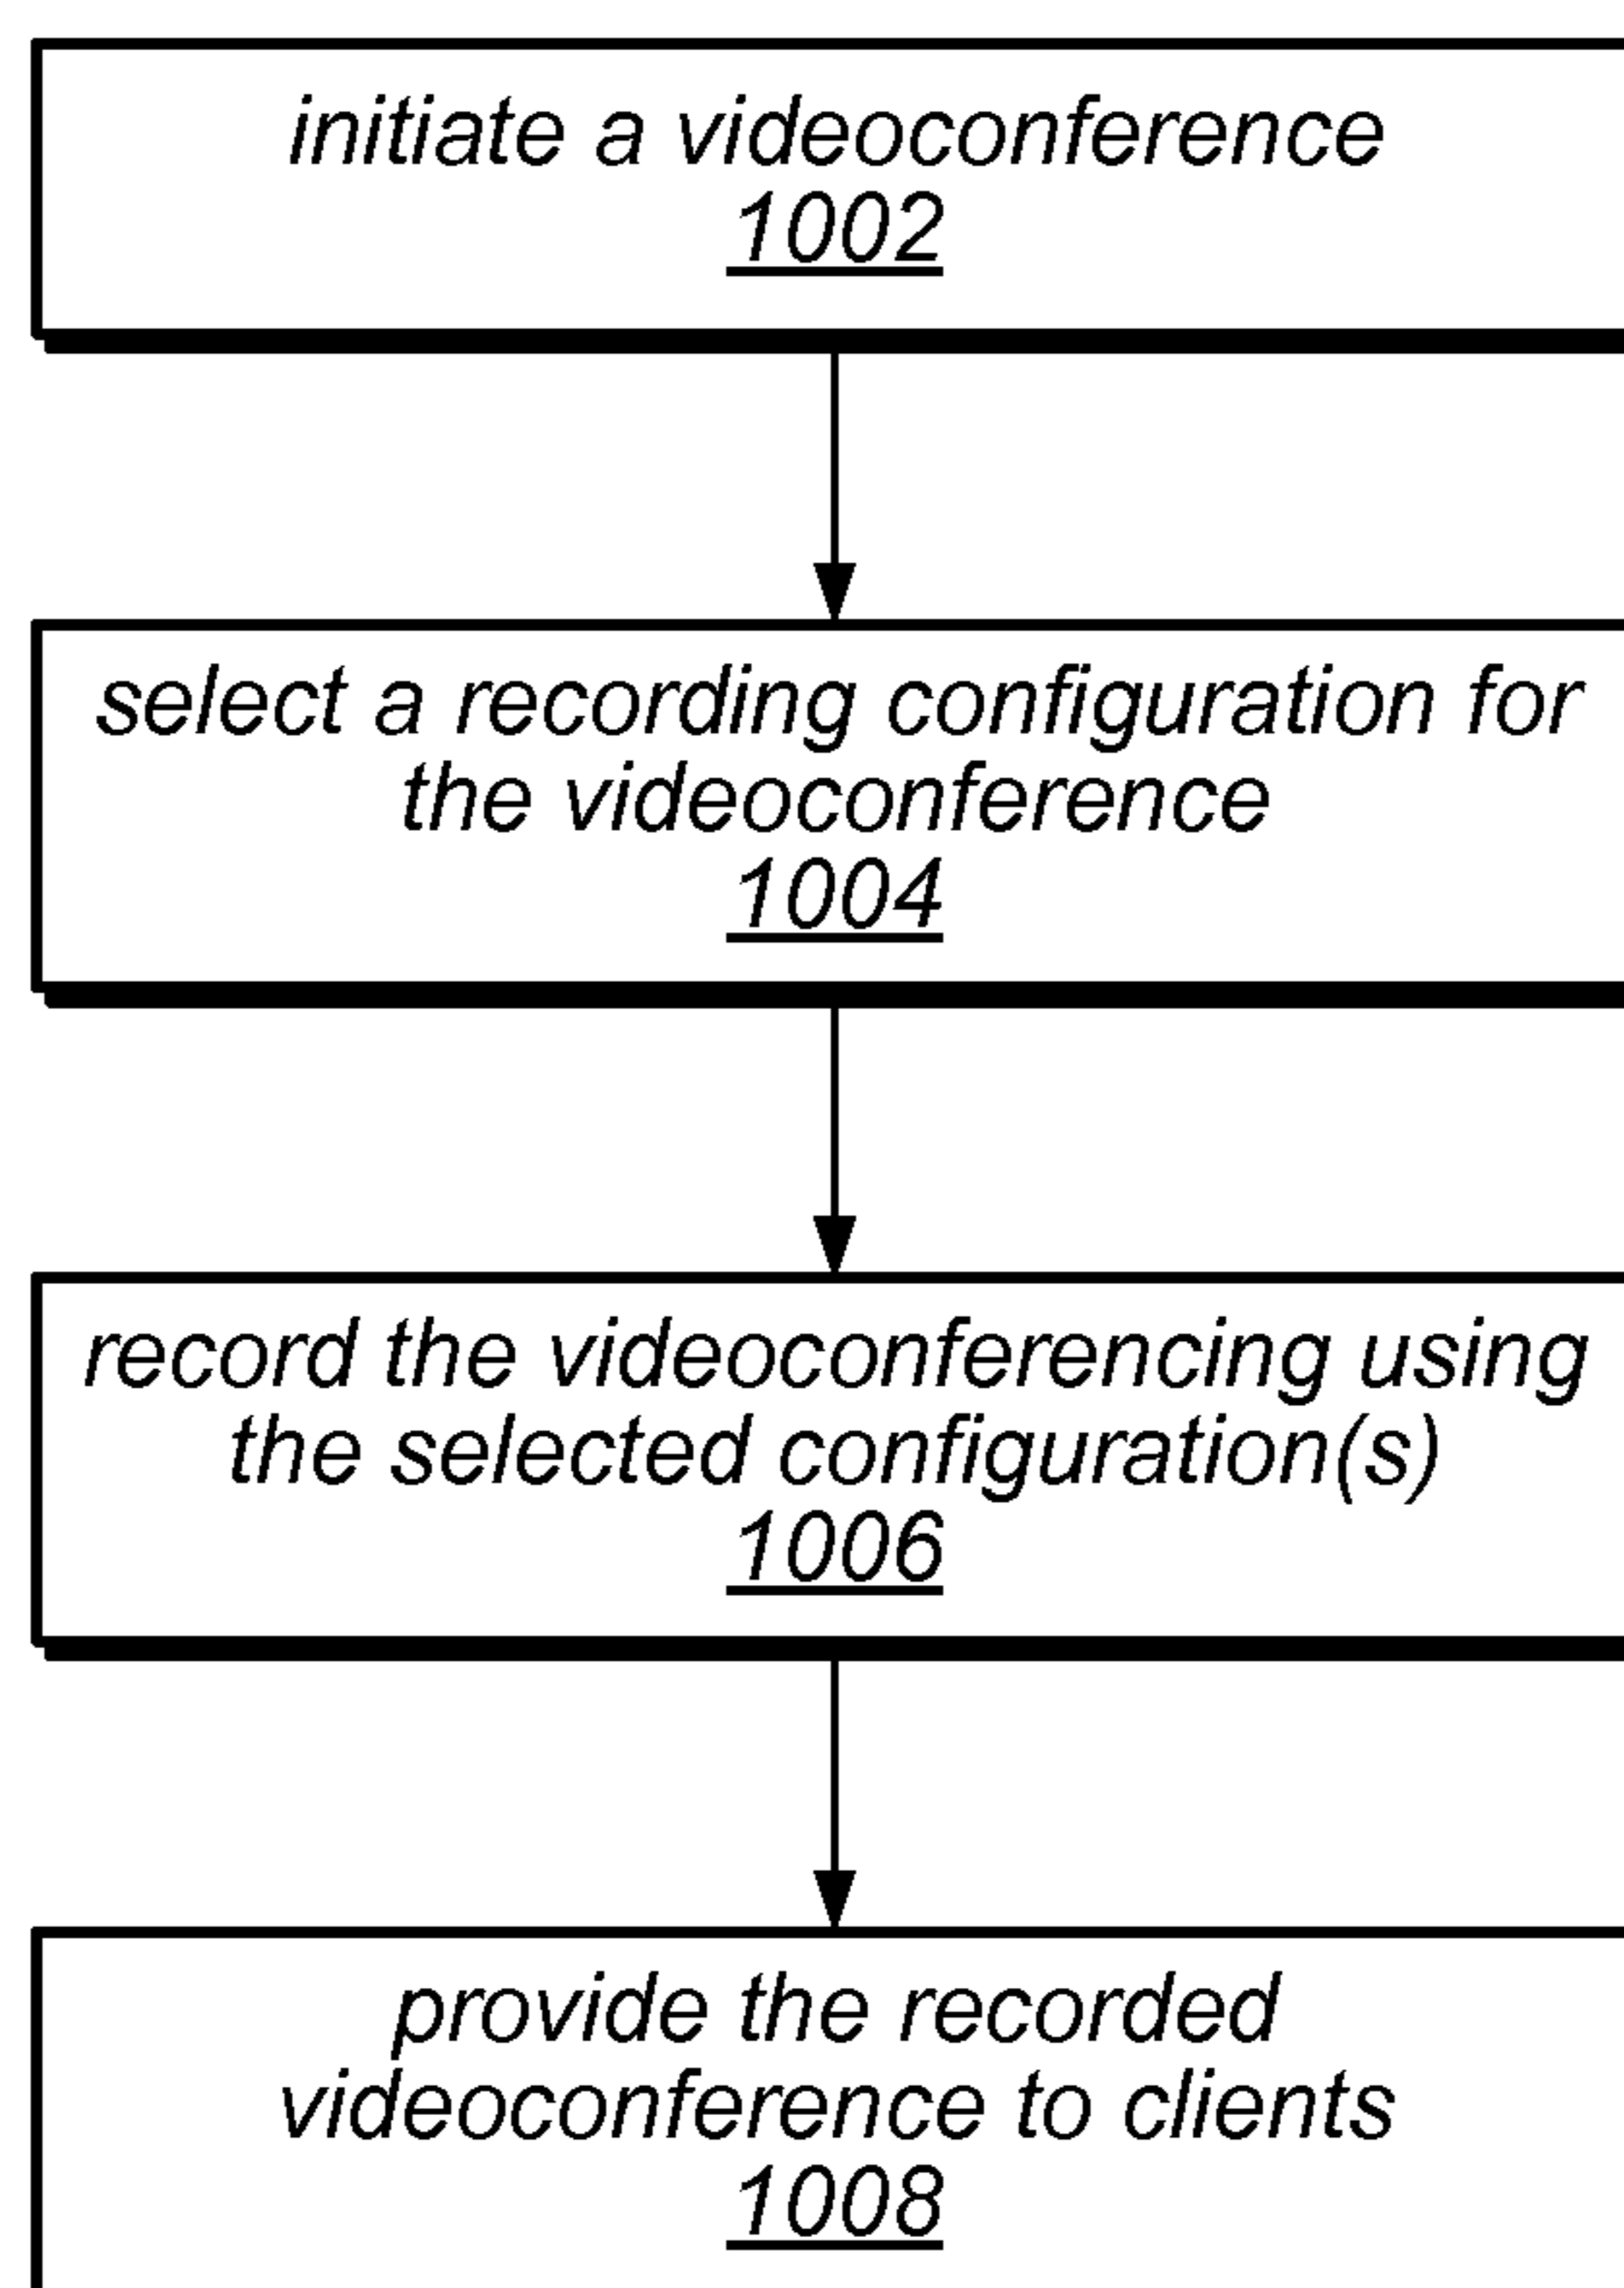 initiate a videoconference
1002
select a recording configuration for
the videoconference
1004
record the videoconferencing using
the selected configuration(s)
1006
provide the recorded
videoconference to clients
1008